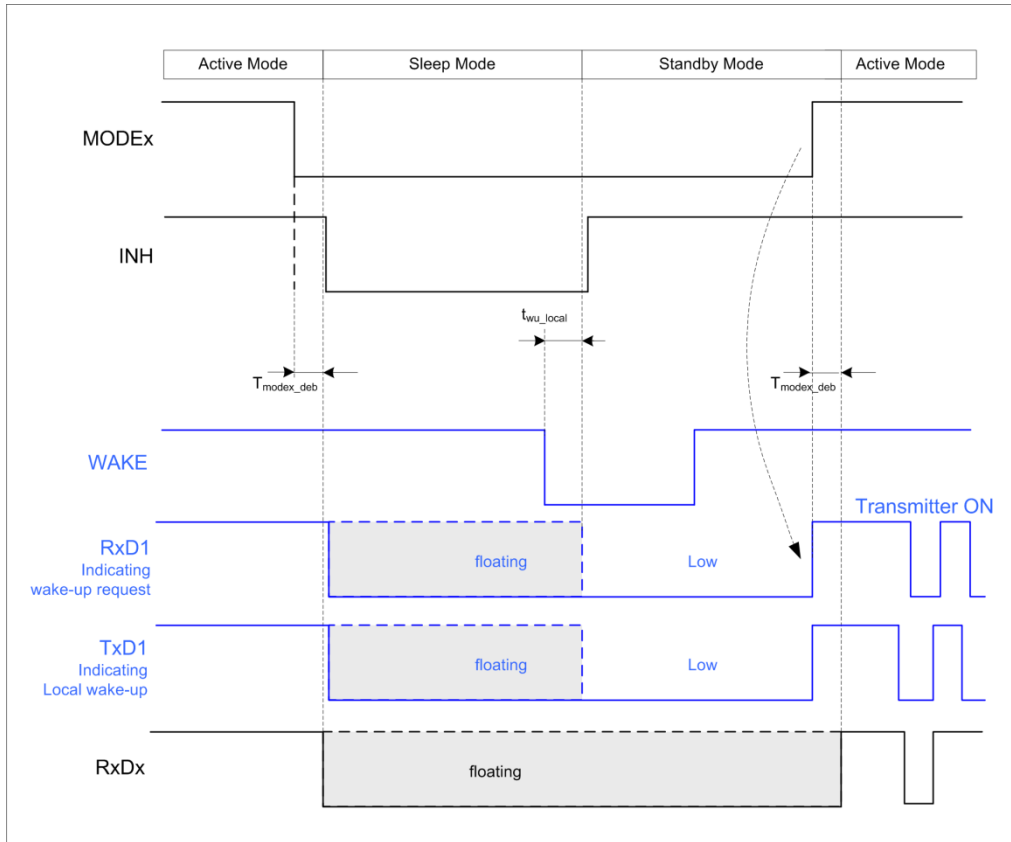 Active Mode
Sleep Mode
Standby Mode
Active Mode
MODEx
INH
twu_local
Tmodex_deb
Tmodex_deb
WAKE
Transmitter ON
RxD1
Indicating
wake-up request
floating
Low
TxD1
Indicating
Local wake-up
floating
Low
RxDx
floating